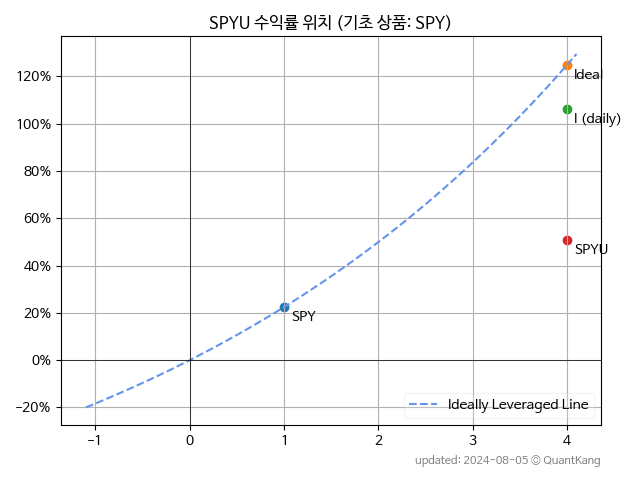 SPYU 수익률 위치 (기초 상품: SPY)
120%
100%
80%
60%
40%
20%
0%
−20%
Ideal
I (daily)
SPYU
SPY
Ideally Leveraged Line
−1
0
1
2
3
4
updated: 2024-08-05 © QuantKang